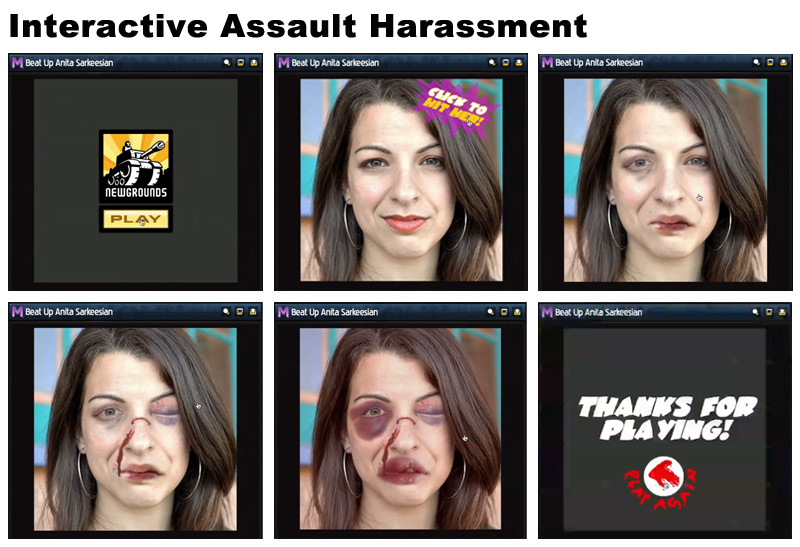 Interactive Assault Harassment
Beat Up Anita Sarkeesian
NEWGROUNDS
PLAY
Beat Up Anita Sarkeesian
CLICK TO
HIT HER!
Beat Up Anita Sarkeesian
Beat Up Anita Sarkeesian
Beat Up Anita Sarkeesian
Beat Up Anita Sarkeesian
THANKS FOR
PLAYING!
PLAY AGAIN